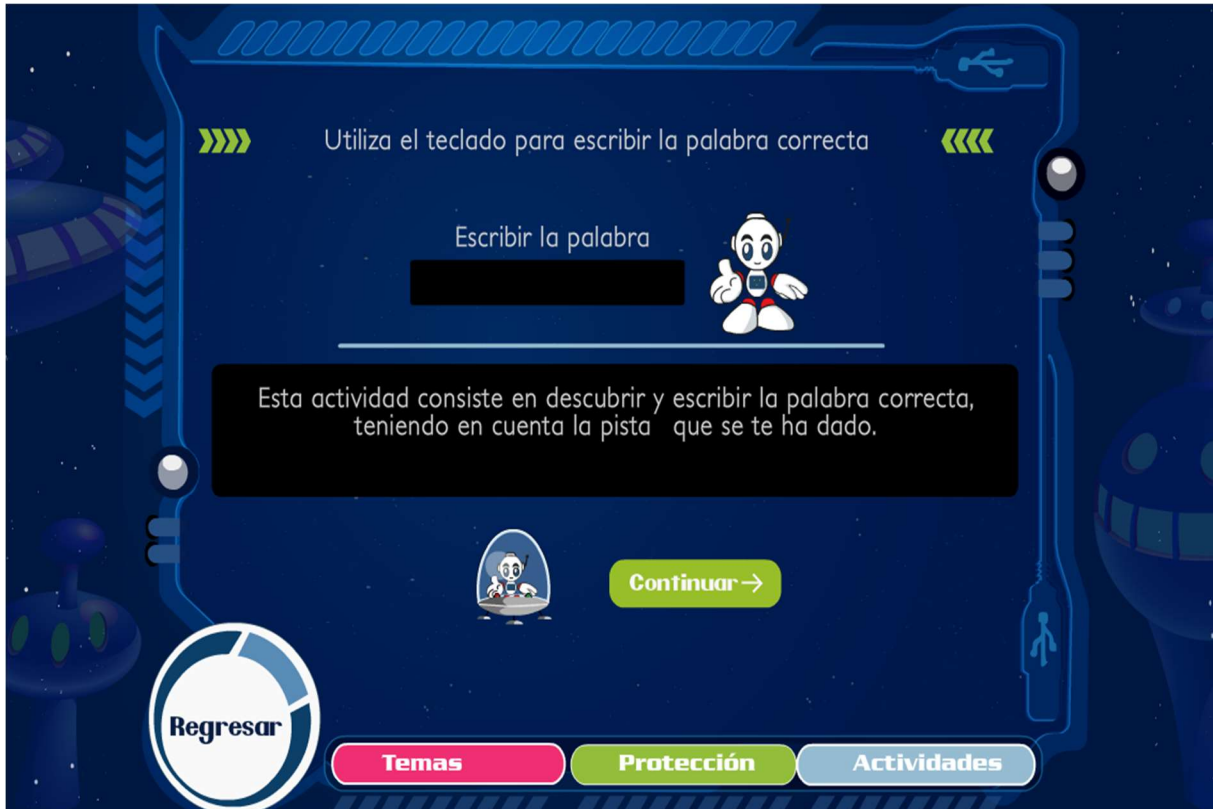 Utiliza el teclado para escribir la palabra correcta
Escribir la palabra
Esta actividad consiste en descubrir y escribir la palabra correcta,
teniendo en cuenta la pista que se te ha dado.
Continuar
Regresar
Temas
Protección
Actividades